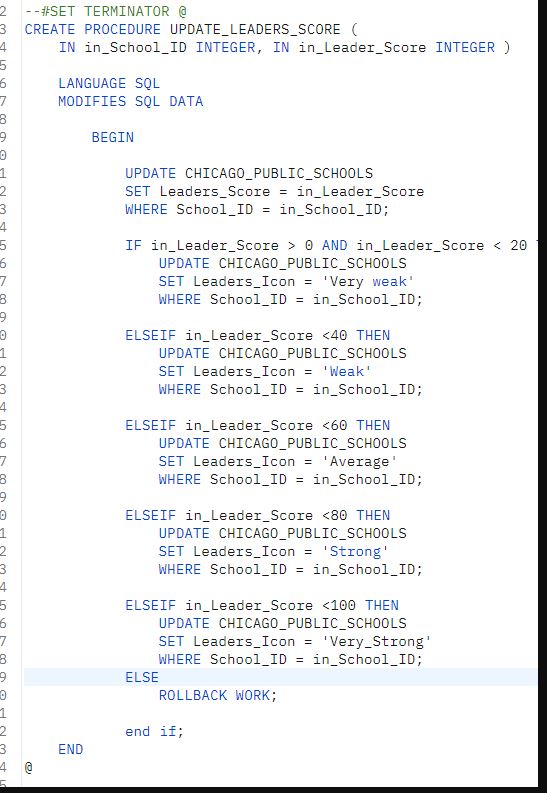 2 --#SET TERMINATOR @
3 CREATE PROCEDURE UPDATE_LEADERS_SCORE (
4     IN in_School_ID INTEGER, IN in_Leader_Score INTEGER )
5
6     LANGUAGE SQL
7     MODIFIES SQL DATA
8
9         BEGIN
0
1             UPDATE CHICAGO_PUBLIC_SCHOOLS
2             SET Leaders_Score = in_Leader_Score
3             WHERE School_ID = in_School_ID;
4
5             IF in_Leader_Score > 0 AND in_Leader_Score < 20
6                 UPDATE CHICAGO_PUBLIC_SCHOOLS
7                 SET Leaders_Icon = 'Very weak'
8                 WHERE School_ID = in_School_ID;
9
0             ELSEIF in_Leader_Score <40 THEN
1                 UPDATE CHICAGO_PUBLIC_SCHOOLS
2                 SET Leaders_Icon = 'Weak'
3                 WHERE School_ID = in_School_ID;
4
5             ELSEIF in_Leader_Score <60 THEN
6                 UPDATE CHICAGO_PUBLIC_SCHOOLS
7                 SET Leaders_Icon = 'Average'
8                 WHERE School_ID = in_School_ID;
9
0             ELSEIF in_Leader_Score <80 THEN
1                 UPDATE CHICAGO_PUBLIC_SCHOOLS
2                 SET Leaders_Icon = 'Strong'
3                 WHERE School_ID = in_School_ID;
4
5             ELSEIF in_Leader_Score <100 THEN
6                 UPDATE CHICAGO_PUBLIC_SCHOOLS
7                 SET Leaders_Icon = 'Very_Strong'
8                 WHERE School_ID = in_School_ID;
9             ELSE
0                 ROLLBACK WORK;
1
2             end if;
3     END
4 @
5